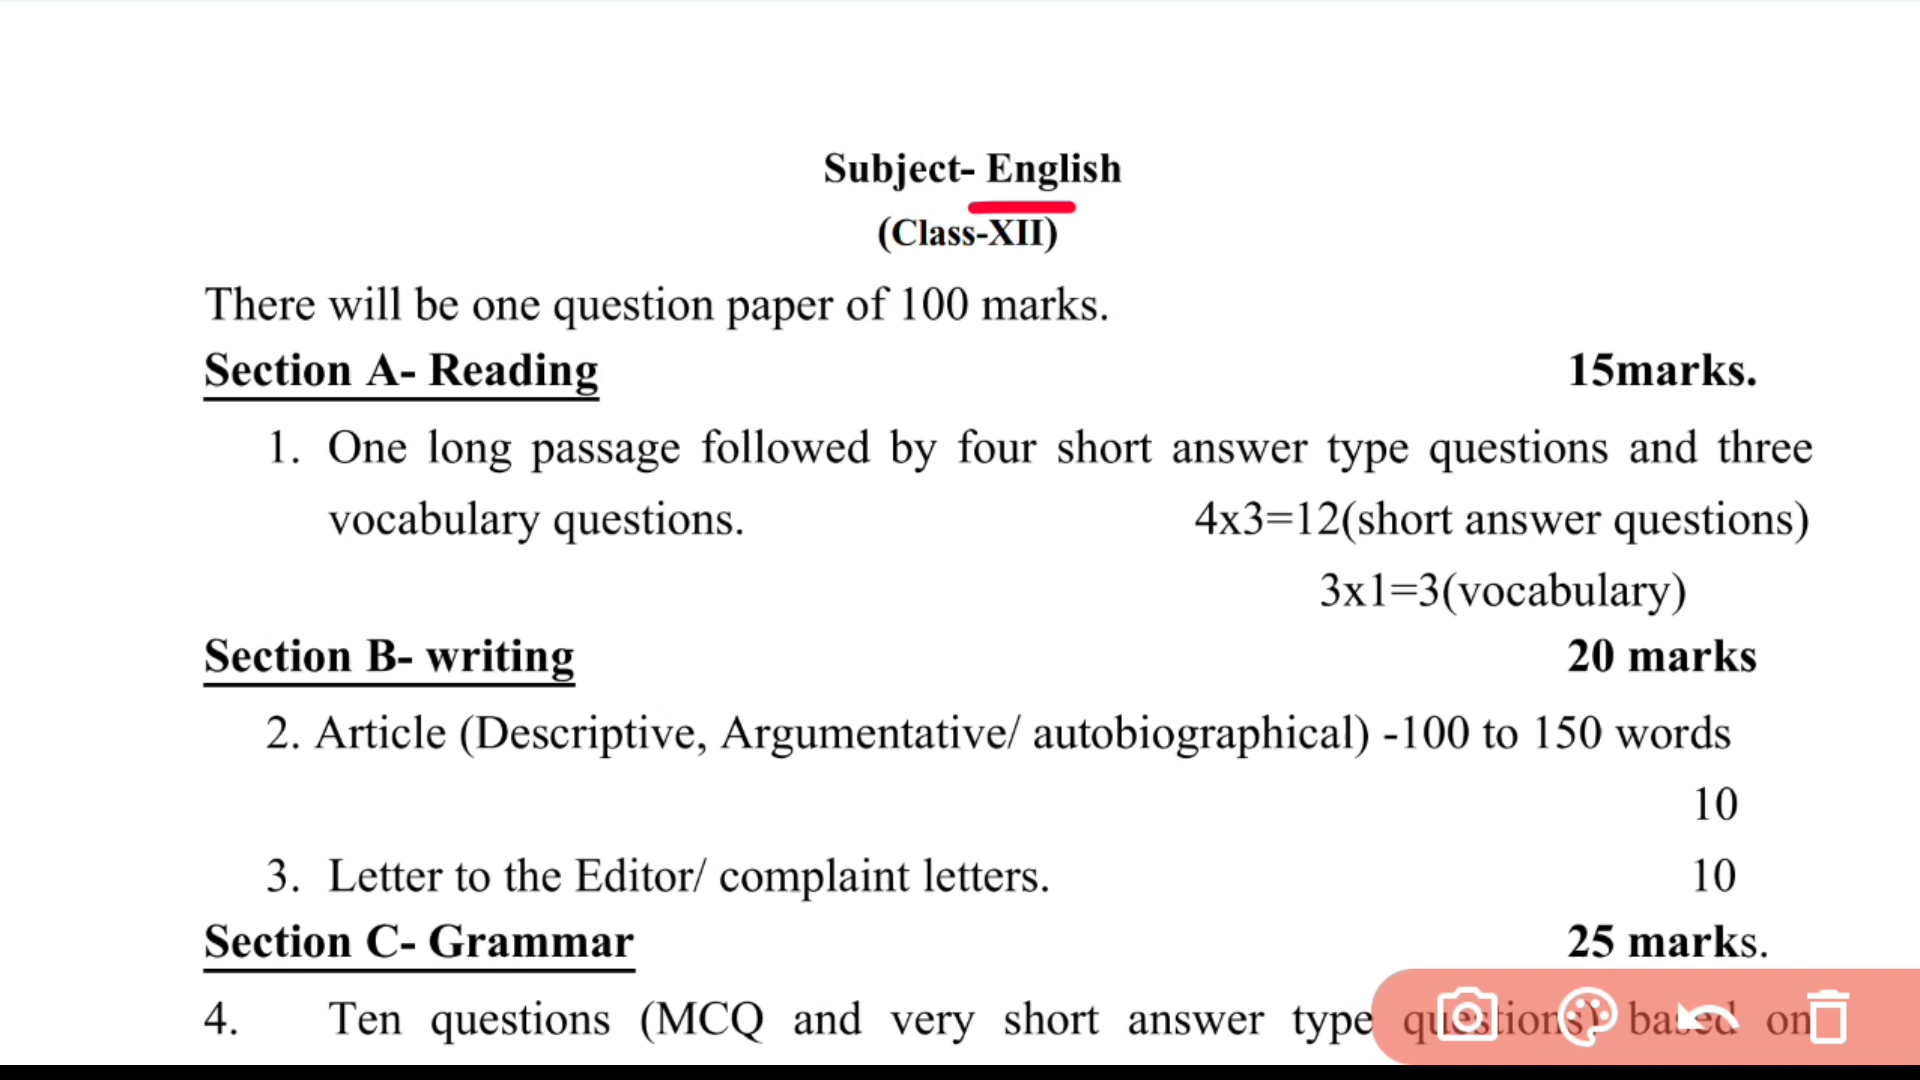 Subject- English
(Class-XII)
There will be one question paper of 100 marks.
Section A- Reading 15marks.
1. One long passage followed by four short answer type questions and three
vocabulary questions. 4x3=12(short answer questions)
3x1=3(vocabulary)
Section B- writing 20 marks
2. Article (Descriptive, Argumentative/ autobiographical) -100 to 150 words
10
3. Letter to the Editor/ complaint letters. 10
Section C- Grammar 25 marks.
4. Ten questions (MCQ and very short answer type questions) based on